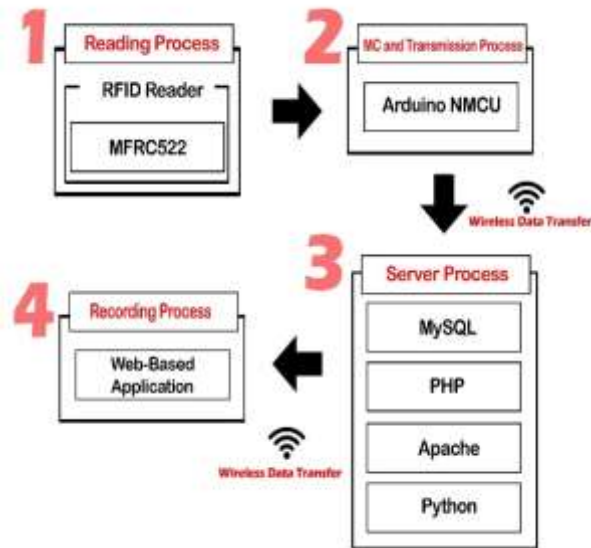 1
Reading Process
RFID Reader
MFRC522
2
MC and Transmission Process
Arduino NMCU
Wireless Data Transfer
3
Server Process
MySQL
PHP
Apache
Python
4
Recording Process
Web-Based
Application
Wireless Data Transfer